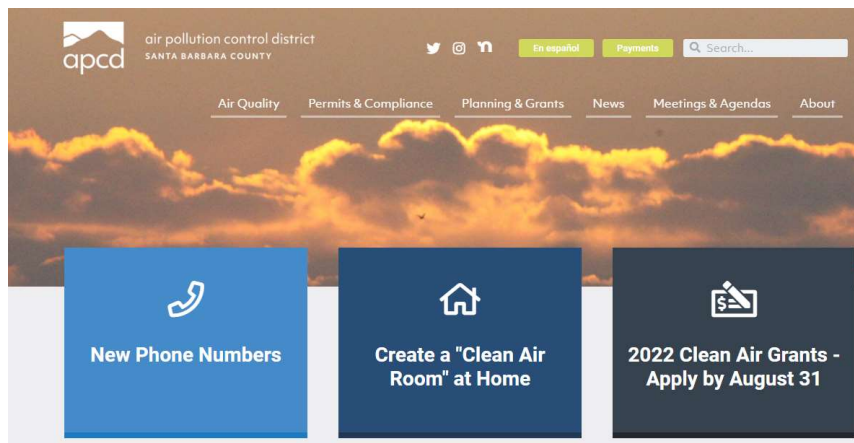 apcd
air pollution control district
SANTA BARBARA COUNTY
En español
Payments
Search...
Air Quality
Permits & Compliance
Planning & Grants
News
Meetings & Agendas
About
New Phone Numbers
Create a "Clean Air
Room" at Home
2022 Clean Air Grants -
Apply by August 31